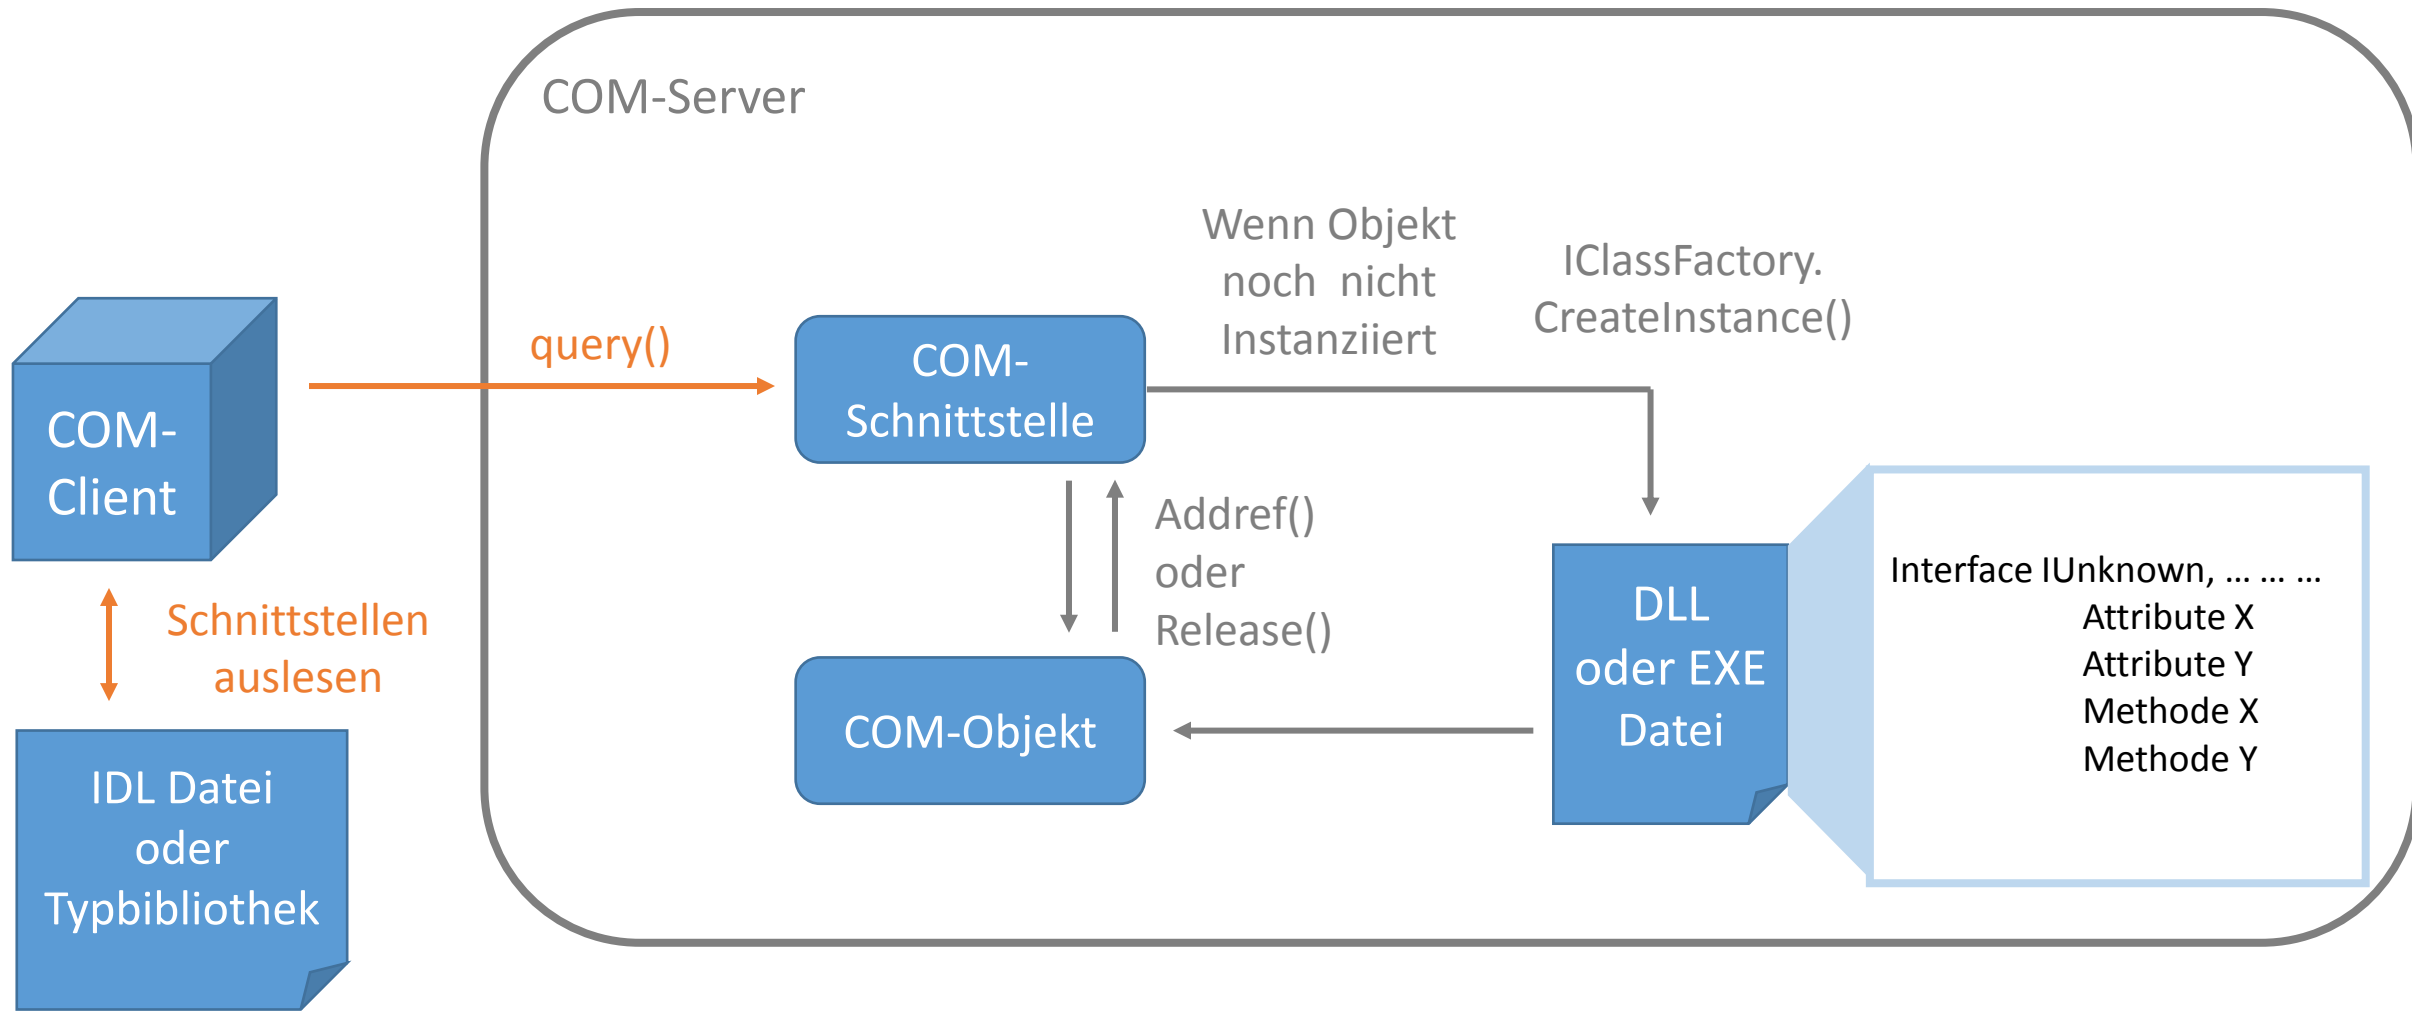 COM-Server
Wenn Objekt
noch nicht
Instanziiert
IClassFactory.
CreateInstance()
query()
COM-
Schnittstelle
COM-
Client
Addref()
oder
Release()
Schnittstellen
auslesen
DLL
oder EXE
Datei
Interface IUnknown, ... ... ...
Attribute X
Attribute Y
Methode X
Methode Y
COM-Objekt
IDL Datei
oder
Typbibliothek